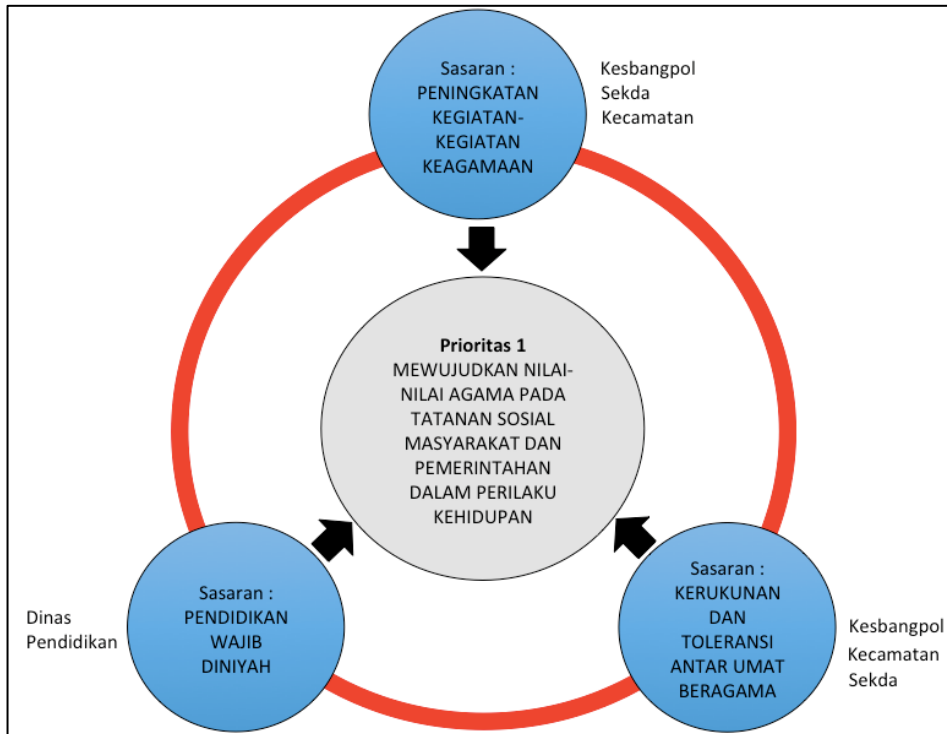 Sasaran :
PENINGKATAN
KEGIATAN-
KEGIATAN
KEAGAMAAN
Kesbangpol
Sekda
Kecamatan
Prioritas 1
MEWUJUDKAN NILAI-
NILAI AGAMA PADA
TATANAN SOSIAL
MASYARAKAT DAN
PEMERINTAHAN
DALAM PERILAKU
KEHIDUPAN
Dinas
Pendidikan
Sasaran :
PENDIDIKAN
WAJIB
DINIYAH
Sasaran :
KERUKUNAN
DAN
TOLERANSI
ANTAR UMAT
BERAGAMA
Kesbangpol
Kecamatan
Sekda